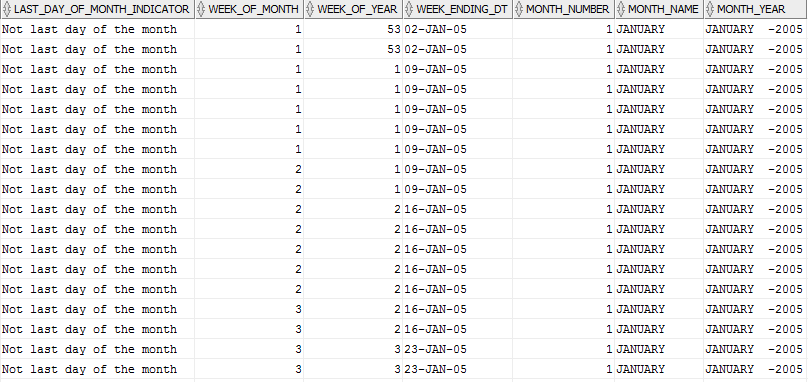 LAST_DAY_OF_MONTH_INDICATOR WEEK_OF_MONTH WEEK_OF_YEAR WEEK_ENDING_DT MONTH_NUMBER MONTH_NAME MONTH_YEAR
Not last day of the month 1 53 02-JAN-05 1 JANUARY JANUARY -2005
Not last day of the month 1 53 02-JAN-05 1 JANUARY JANUARY -2005
Not last day of the month 1 1 09-JAN-05 1 JANUARY JANUARY -2005
Not last day of the month 1 1 09-JAN-05 1 JANUARY JANUARY -2005
Not last day of the month 1 1 09-JAN-05 1 JANUARY JANUARY -2005
Not last day of the month 1 1 09-JAN-05 1 JANUARY JANUARY -2005
Not last day of the month 1 1 09-JAN-05 1 JANUARY JANUARY -2005
Not last day of the month 2 1 09-JAN-05 1 JANUARY JANUARY -2005
Not last day of the month 2 1 09-JAN-05 1 JANUARY JANUARY -2005
Not last day of the month 2 2 16-JAN-05 1 JANUARY JANUARY -2005
Not last day of the month 2 2 16-JAN-05 1 JANUARY JANUARY -2005
Not last day of the month 2 2 16-JAN-05 1 JANUARY JANUARY -2005
Not last day of the month 2 2 16-JAN-05 1 JANUARY JANUARY -2005
Not last day of the month 2 2 16-JAN-05 1 JANUARY JANUARY -2005
Not last day of the month 3 2 16-JAN-05 1 JANUARY JANUARY -2005
Not last day of the month 3 2 16-JAN-05 1 JANUARY JANUARY -2005
Not last day of the month 3 3 23-JAN-05 1 JANUARY JANUARY -2005
Not last day of the month 3 3 23-JAN-05 1 JANUARY JANUARY -2005